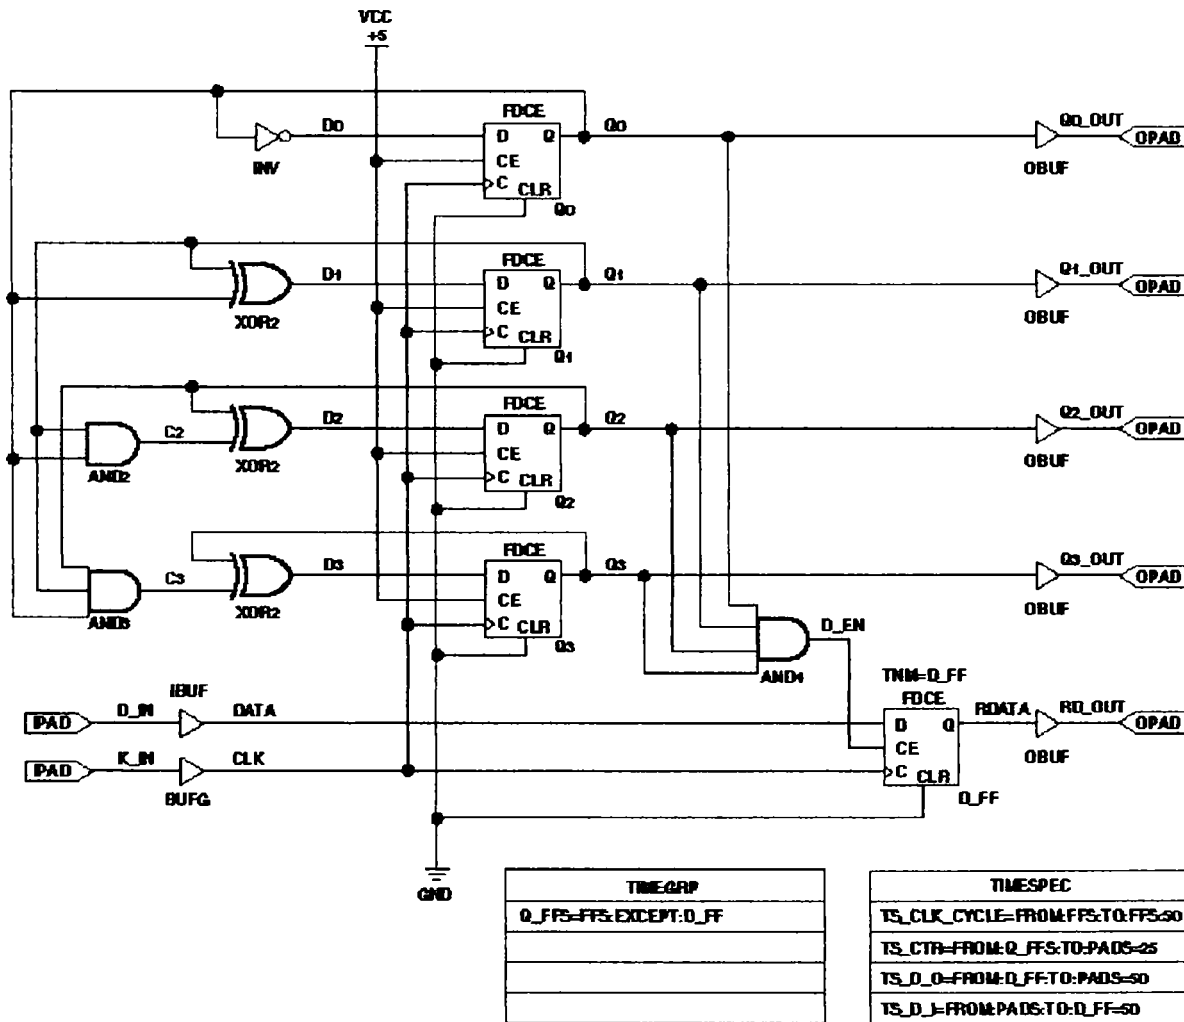 VCC
+5
FDCE
D0 D Q Q0 Q0_OUT OPAD
INV CE OBUF
C CLR
Q0
FDCE
D1 D Q Q1 Q1_OUT OPAD
XOR2 CE OBUF
C CLR
Q1
FDCE
C2 D2 D Q Q2 Q2_OUT OPAD
AND2 XOR2 CE OBUF
C CLR
Q2
FDCE
C3 D3 D Q Q3 Q3_OUT OPAD
AND3 XOR2 CE OBUF
C CLR
Q3
D_EN
AND4
TNM=D_FF
IBUF FDCE
IPAD D_IN DATA D Q RDATA RD_OUT OPAD
CE OBUF
IPAD K_IN CLK C CLR
BUFG D_FF
GND
TIMEGRP
Q_FFS=FFS:EXCEPT:D_FF
TIMESPEC
TS_CLK_CYCLE=FROM:FFS:TO:FFS:50
TS_CTR=FROM:Q_FFS:TO:PADS=25
TS_D_O=FROM:D_FF:TO:PADS=50
TS_D_I=FROM:PADS:TO:D_FF=50